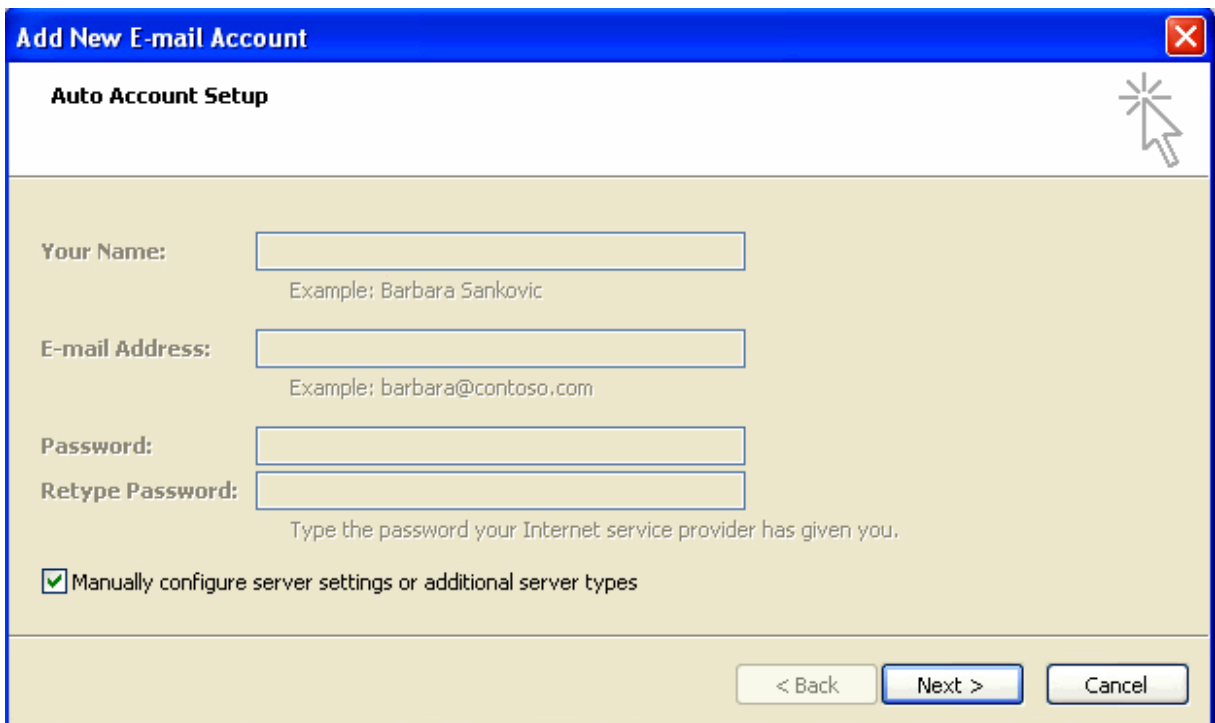 Add New E-mail Account
Auto Account Setup
Your Name:
Example: Barbara Sankovic
E-mail Address:
Example: barbara@contoso.com
Password:
Retype Password:
Type the password your Internet service provider has given you.
Manually configure server settings or additional server types
< Back Next > Cancel